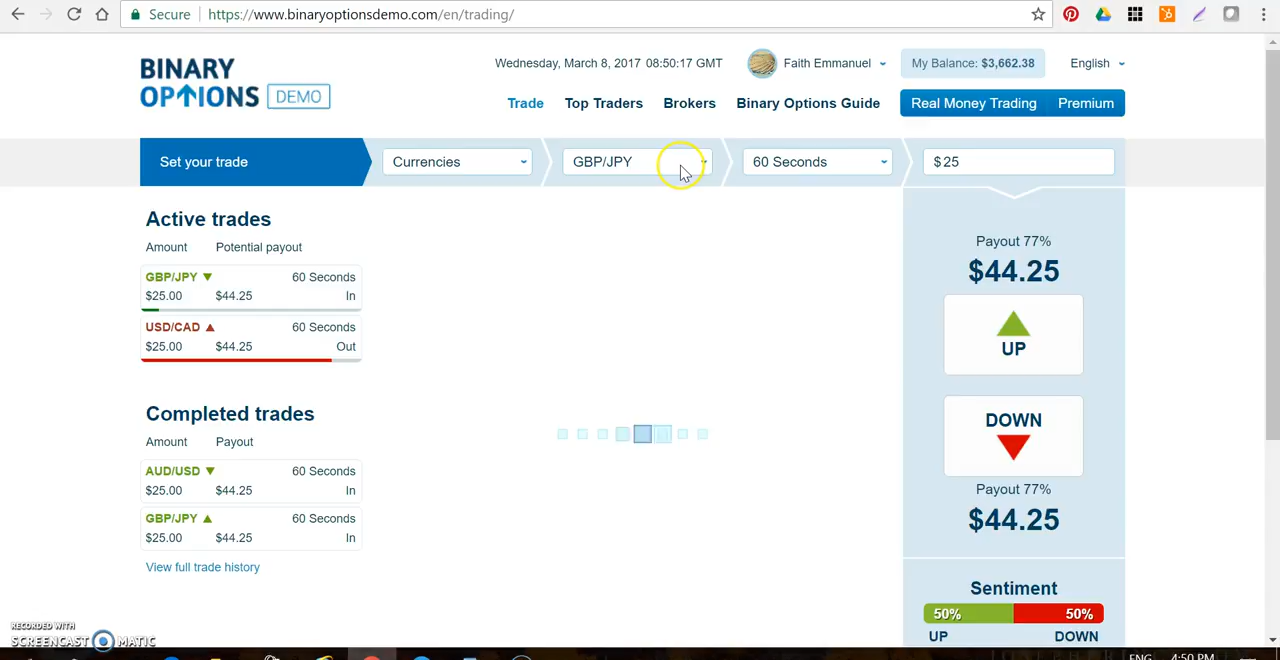 Secure https://www.binaryoptionsdemo.com/en/trading/
BINARY OPTIONS DEMO
Wednesday, March 8, 2017 08:50:17 GMT
Faith Emmanuel
My Balance: $3,662.38
English
Trade Top Traders Brokers Binary Options Guide Real Money Trading Premium
Set your trade Currencies GBP/JPY 60 Seconds $25
Active trades
Amount Potential payout
GBP/JPY 60 Seconds
$25.00 $44.25 In
USD/CAD 60 Seconds
$25.00 $44.25 Out
Completed trades
Amount Payout
AUD/USD 60 Seconds
$25.00 $44.25 In
GBP/JPY 60 Seconds
$25.00 $44.25 In
View full trade history
Payout 77%
$44.25
UP
DOWN
Payout 77%
$44.25
Sentiment
50% 50%
UP DOWN
RECORDED WITH
SCREENCAST MATIC
ENG 4:50 PM